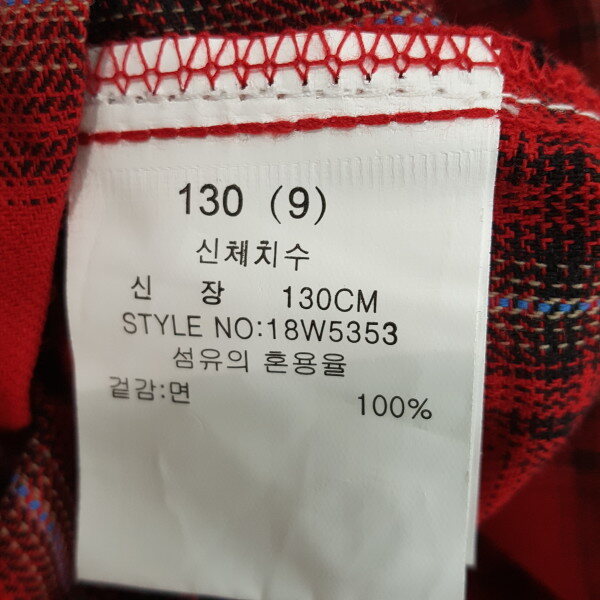 130 (9)
신체치수
신 장 130CM
STYLE NO:18W5353
섬유의 혼용율
겉감:면 100%